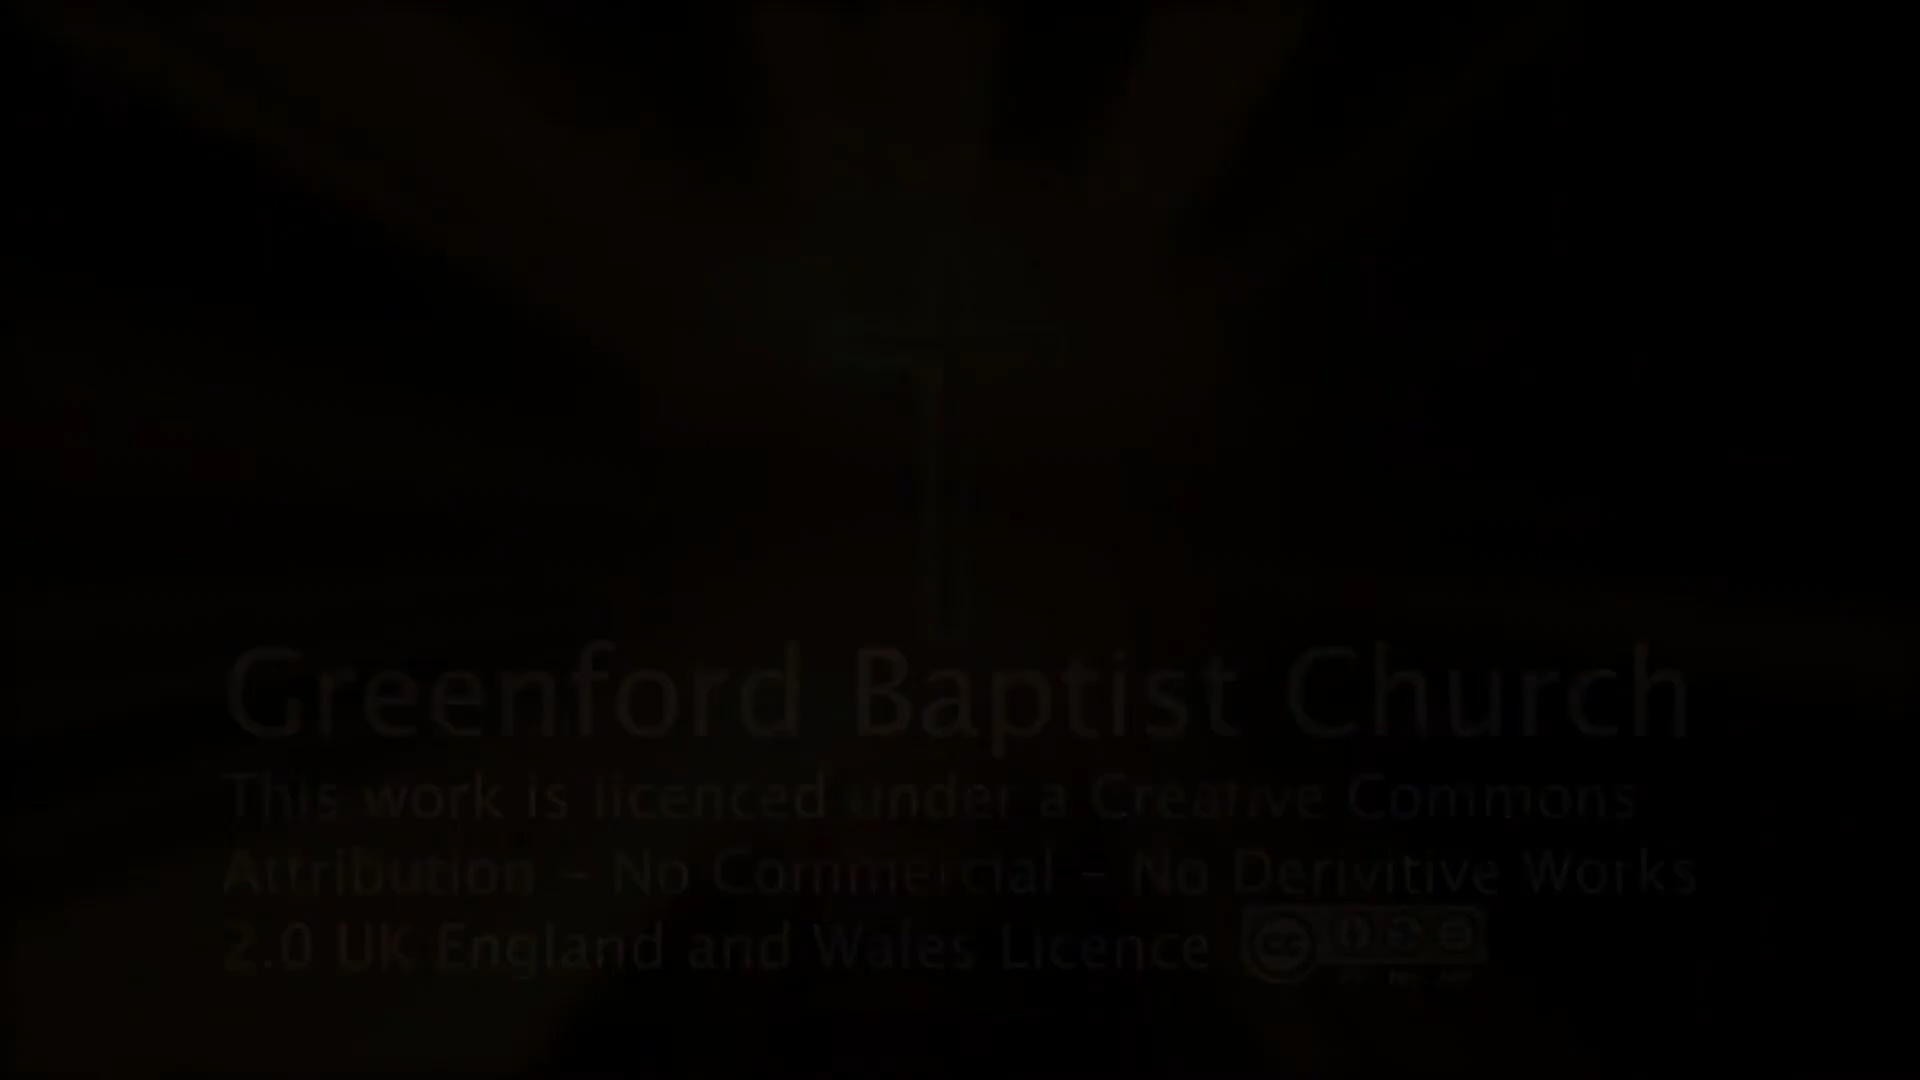 Greenford Baptist Church
This work is licenced under a Creative Commons
Attribution - No Commercial - No Derivitive Works
2.0 UK England and Wales Licence cc